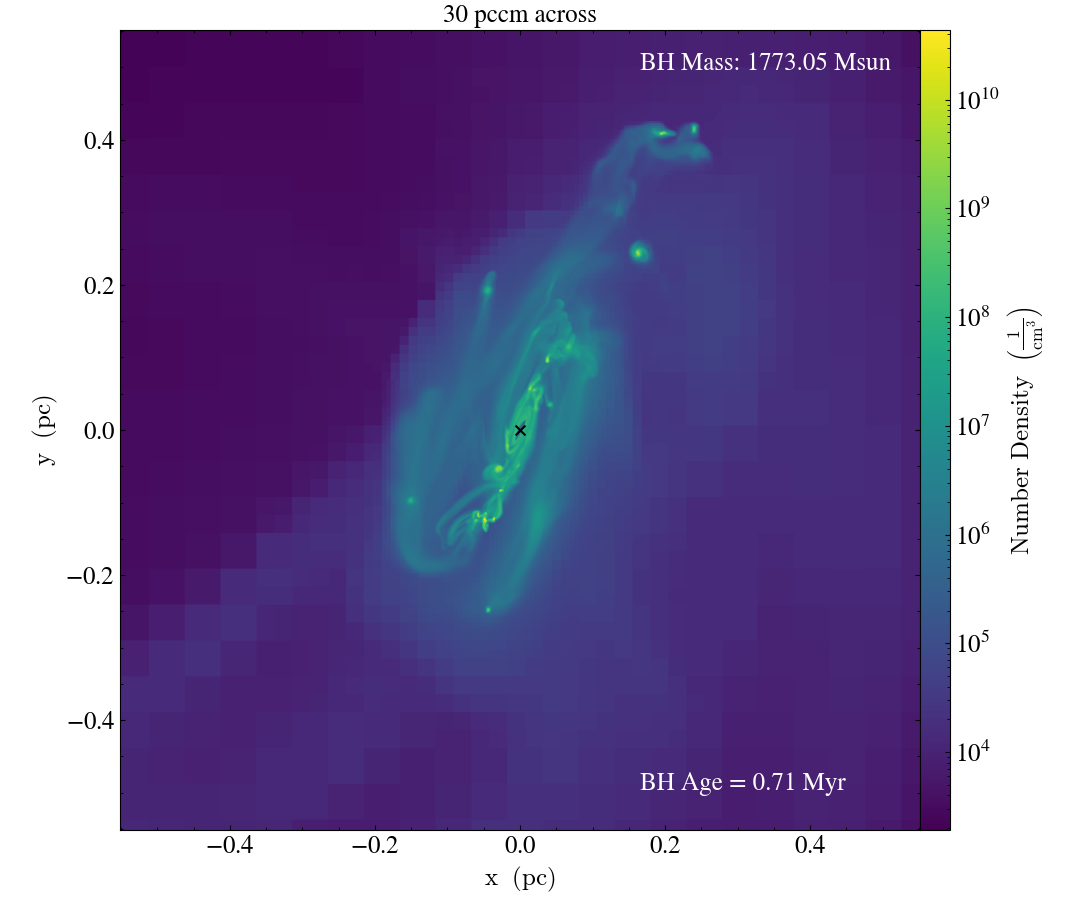 30 pccm across
BH Mass: 1773.05 Msun
BH Age = 0.71 Myr
0.4
0.2
0.0
−0.2
−0.4
y (pc)
−0.4
−0.2
0.0
0.2
0.4
x (pc)
10^10
10^9
10^8
10^7
10^6
10^5
10^4
Number Density (1/cm^3)